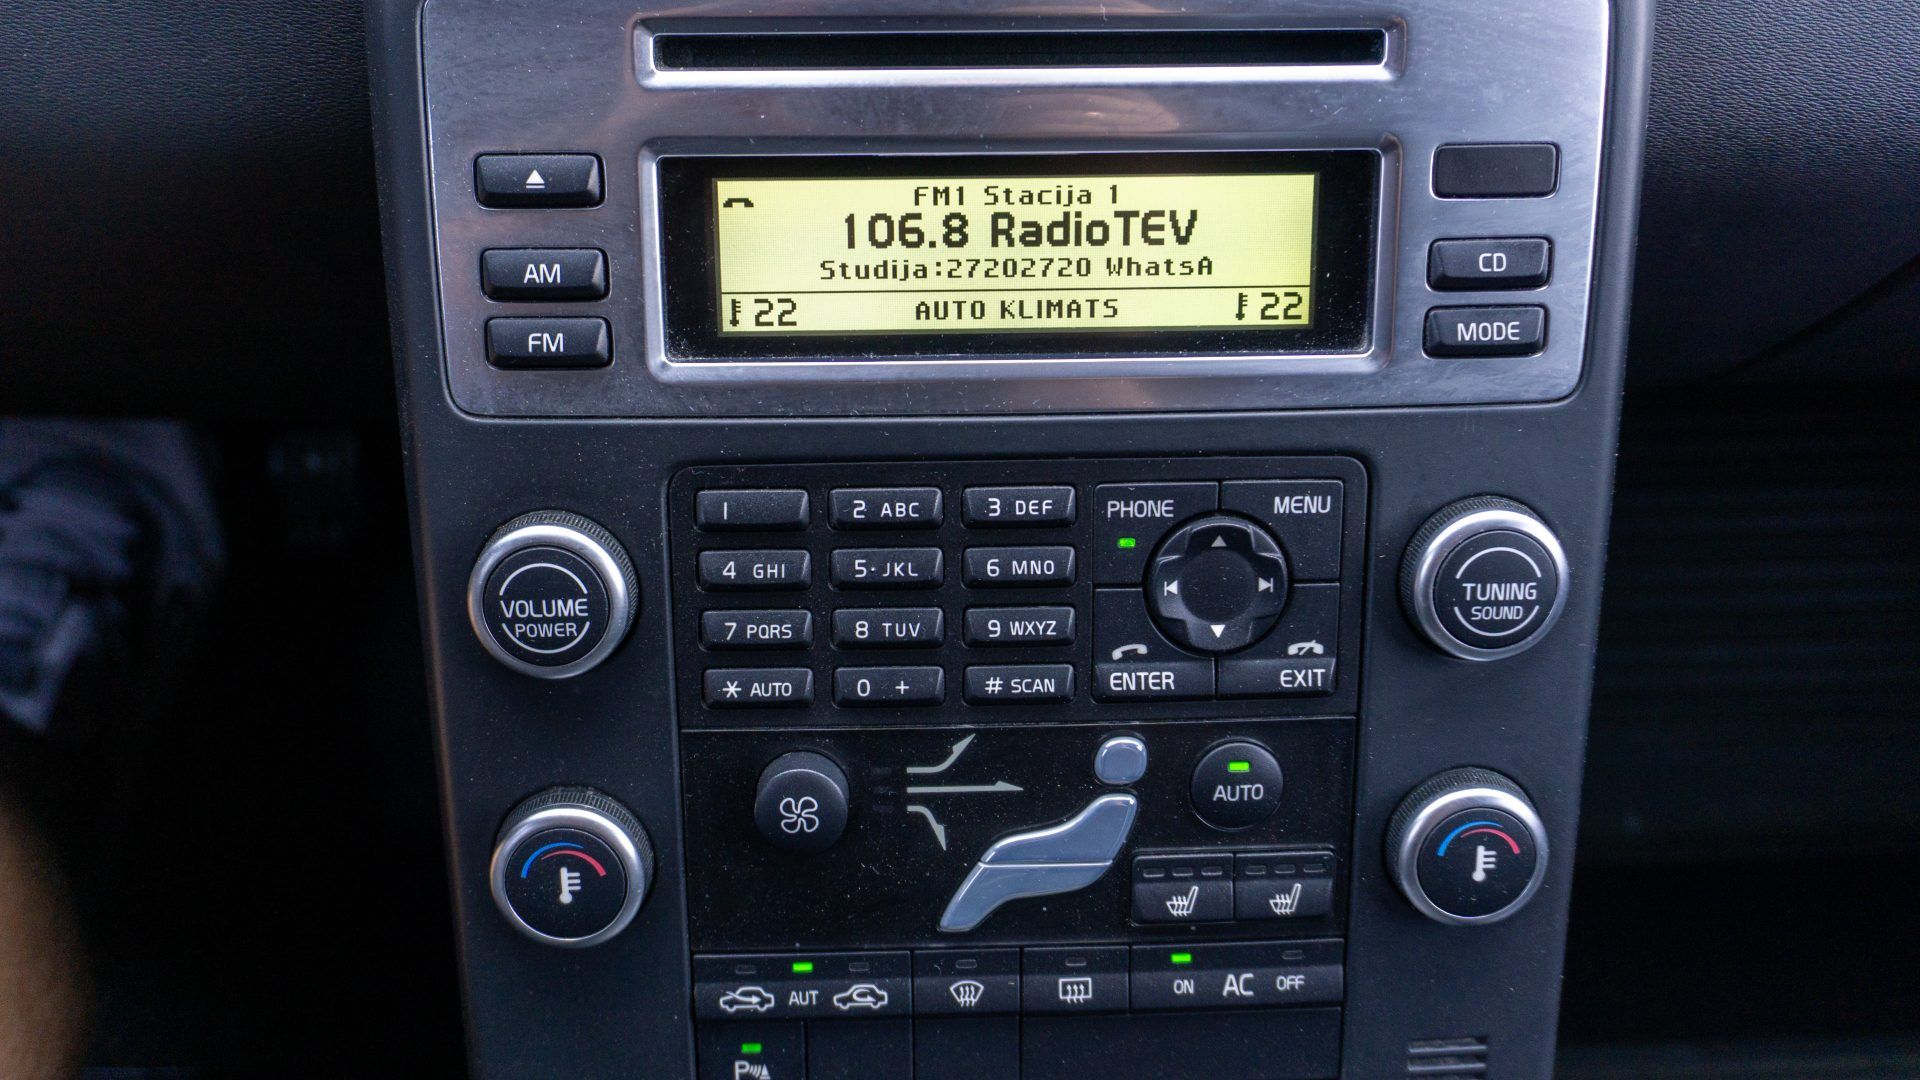 FM1 Stacija 1
106.8 RadioTEV
Studija:27202720 WhatsA
22 AUTO KLIMATS 22
AM
FM
CD
MODE
1 2 ABC 3 DEF
4 GHI 5 JKL 6 MNO
7 PQRS 8 TUV 9 WXYZ
* AUTO 0 + # SCAN
PHONE MENU
ENTER EXIT
VOLUME
POWER
TUNING
SOUND
AUTO
AUT ON AC OFF
P